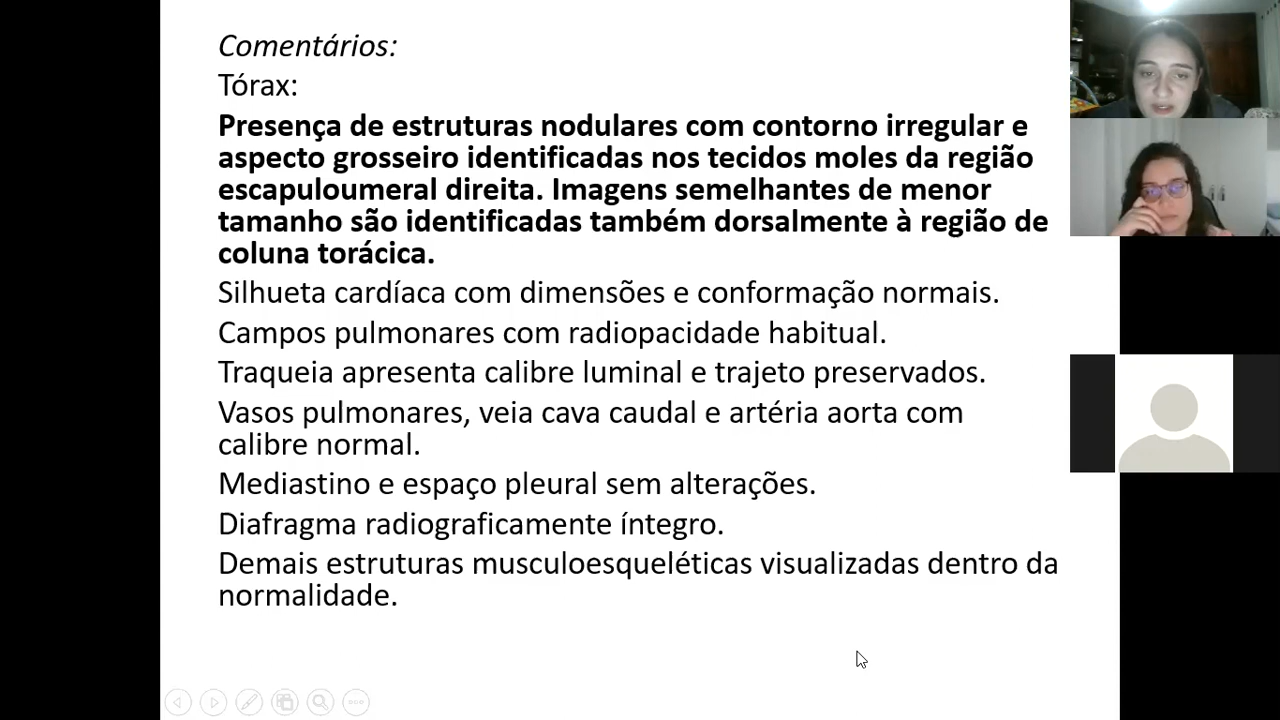 Comentários:
Tórax:
Presença de estruturas nodulares com contorno irregular e
aspecto grosseiro identificadas nos tecidos moles da região
escapuloumeral direita. Imagens semelhantes de menor
tamanho são identificadas também dorsalmente à região de
coluna torácica.
Silhueta cardíaca com dimensões e conformação normais.
Campos pulmonares com radiopacidade habitual.
Traqueia apresenta calibre luminal e trajeto preservados.
Vasos pulmonares, veia cava caudal e artéria aorta com
calibre normal.
Mediastino e espaço pleural sem alterações.
Diafragma radiograficamente íntegro.
Demais estruturas musculoesqueléticas visualizadas dentro da
normalidade.